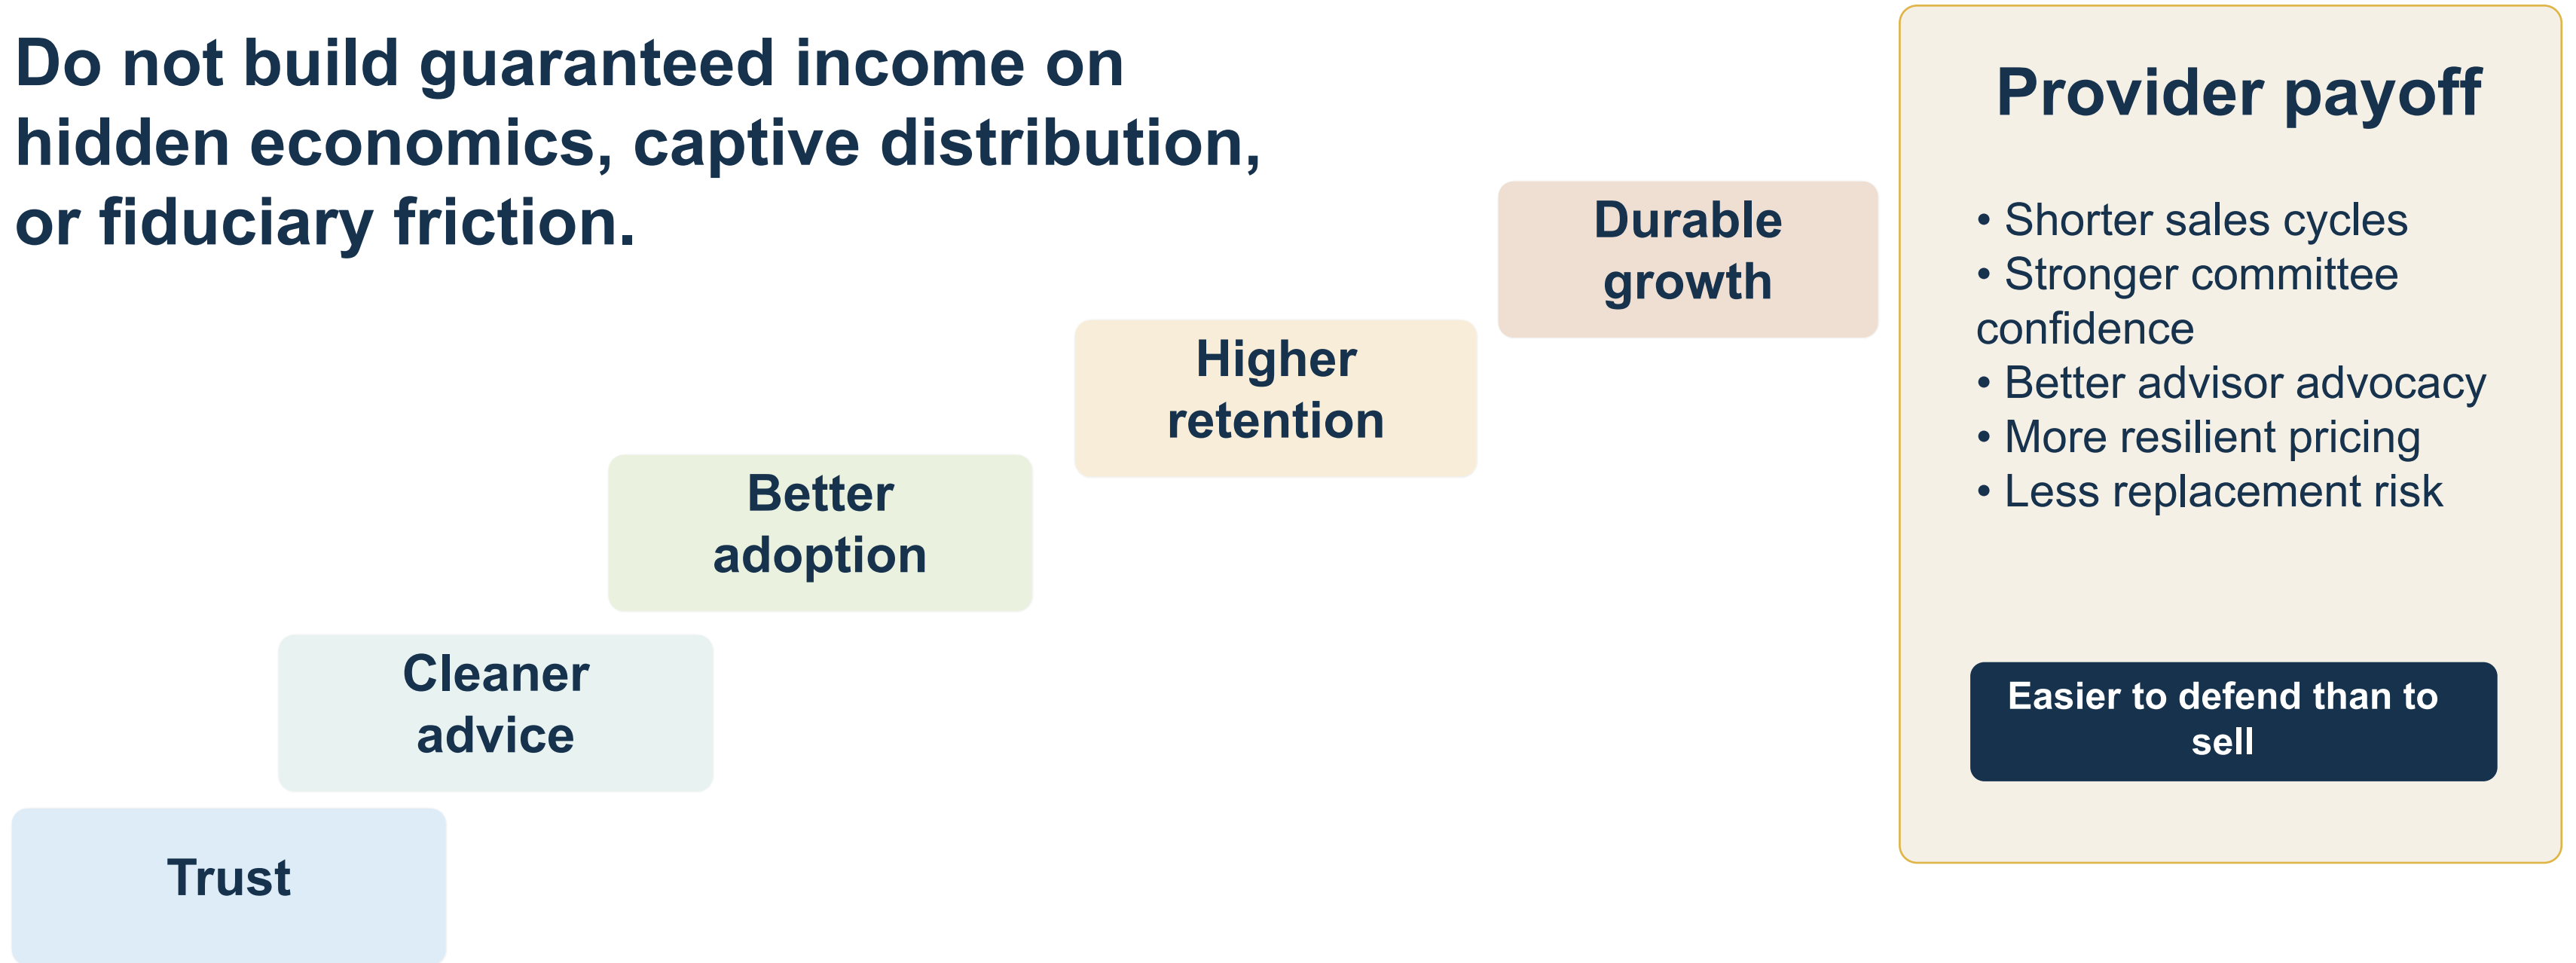 Do not build guaranteed income on
hidden economics, captive distribution,
or fiduciary friction.
Durable
growth
Higher
retention
Better
adoption
Cleaner
advice
Trust
Provider payoff
• Shorter sales cycles
• Stronger committee
confidence
• Better advisor advocacy
• More resilient pricing
• Less replacement risk
Easier to defend than to
sell